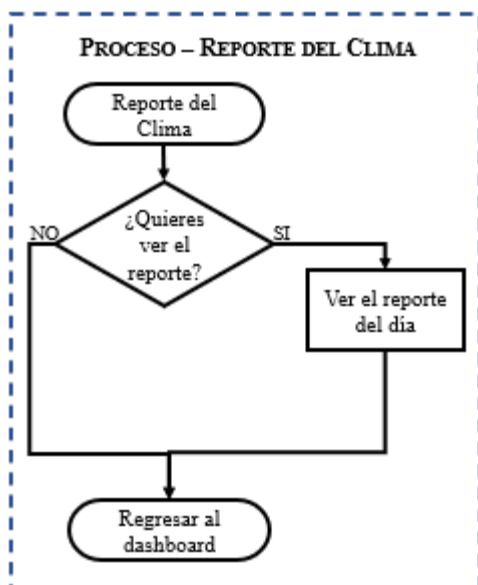 PROCESO – REPORTE DEL CLIMA
Reporte del
Clima
¿Quieres
ver el
reporte?
NO
SI
Ver el reporte
del día
Regresar al
dashboard